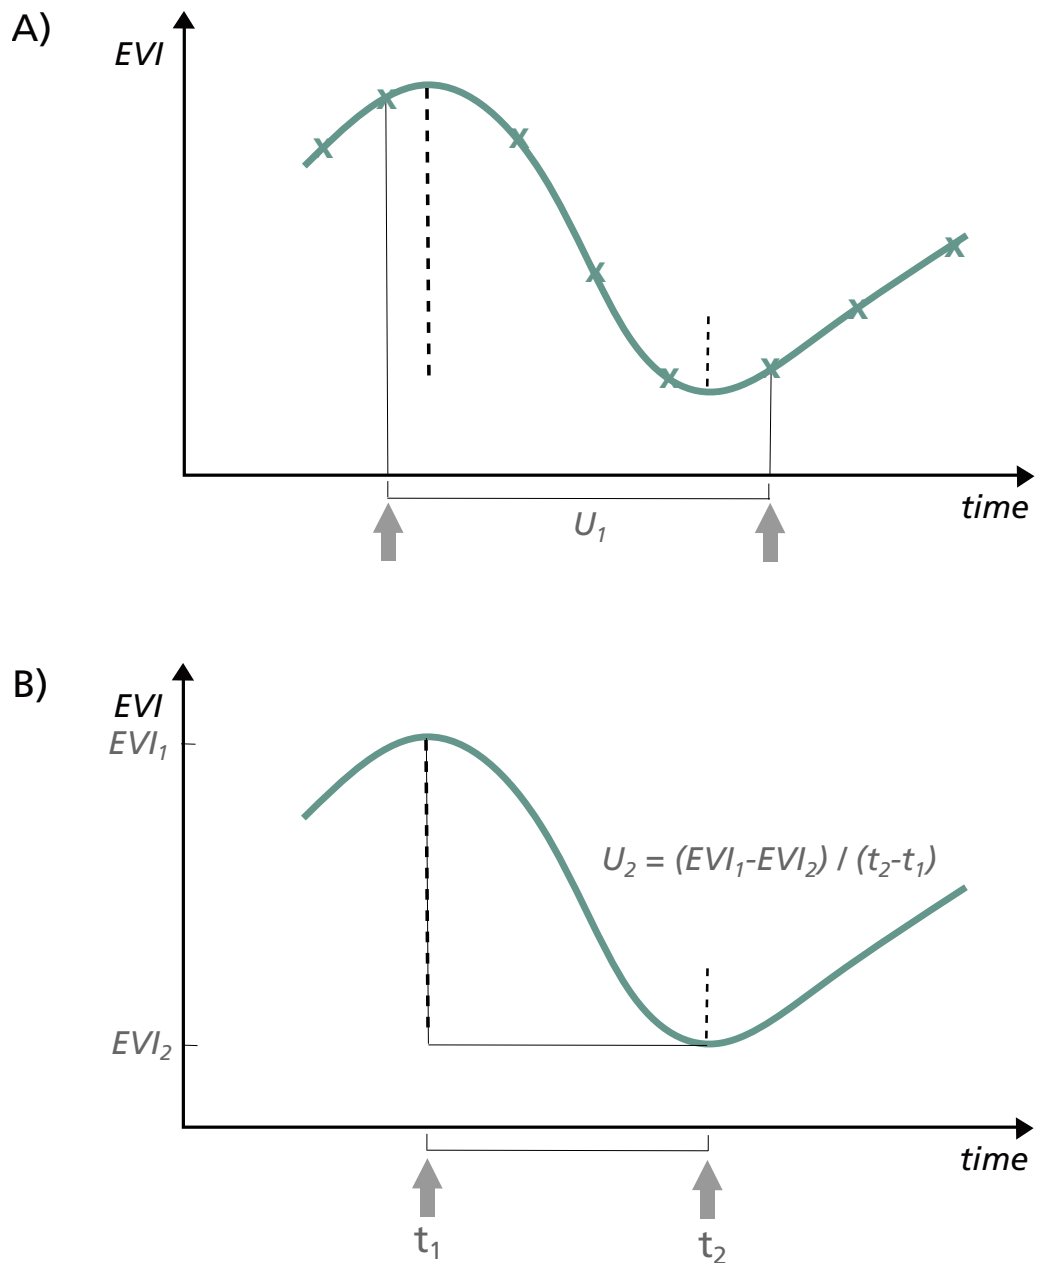 A)
EVI
time
U₁
B)
EVI
EVI₁
U₂ = (EVI₁-EVI₂) / (t₂-t₁)
EVI₂
time
t₁
t₂